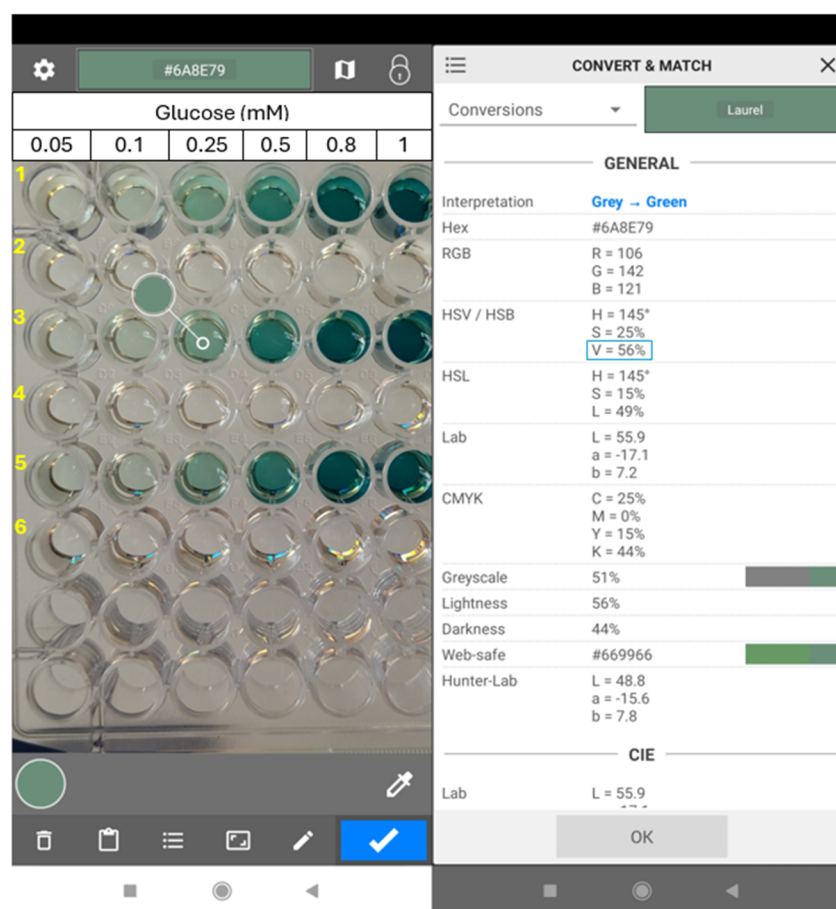 #6A8E79
Glucose (mM)
0.05 0.1 0.25 0.5 0.8 1
1
2
3
4
5
6
CONVERT & MATCH
Conversions
Laurel
GENERAL
Interpretation Grey → Green
Hex #6A8E79
RGB R = 106
G = 142
B = 121
HSV / HSB H = 145°
S = 25%
V = 56%
HSL H = 145°
S = 15%
L = 49%
Lab L = 55.9
a = -17.1
b = 7.2
CMYK C = 25%
M = 0%
Y = 15%
K = 44%
Greyscale 51%
Lightness 56%
Darkness 44%
Web-safe #669966
Hunter-Lab L = 48.8
a = -15.6
b = 7.8
CIE
Lab L = 55.9
OK